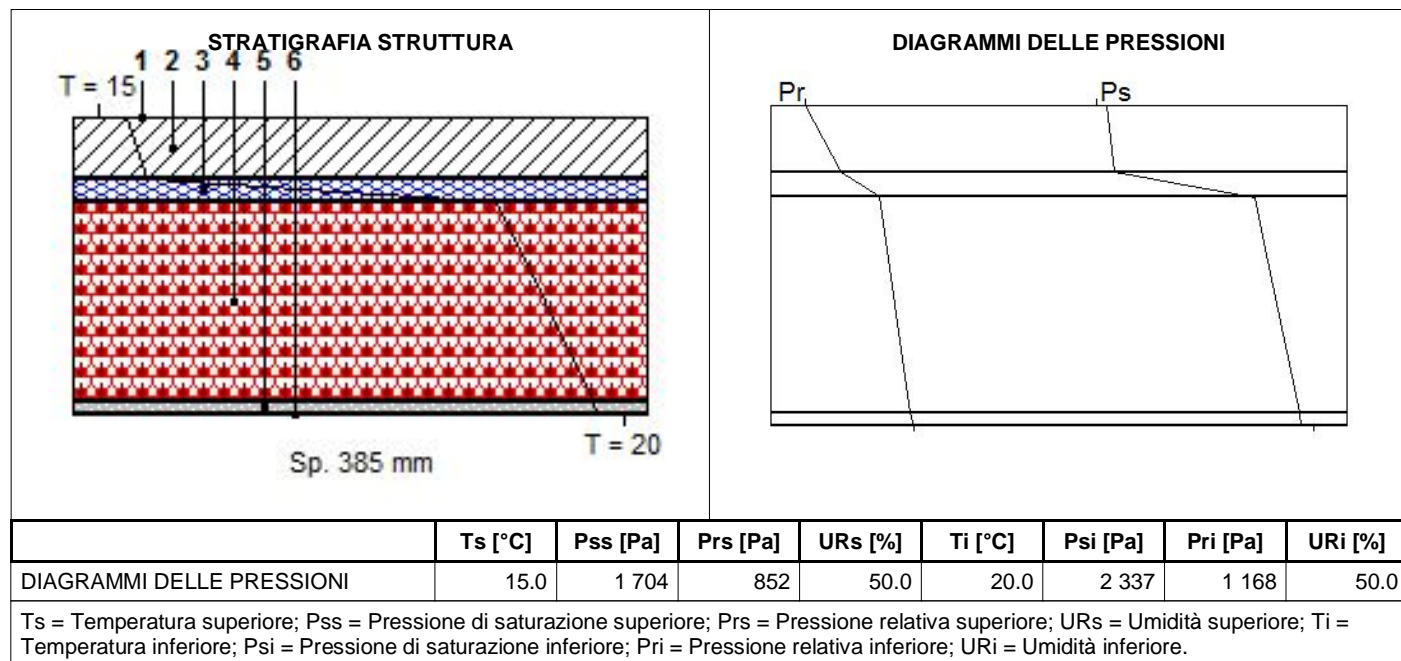 STRATIGRAFIA STRUTTURA
1 2 3 4 5 6
T = 15
T = 20
Sp. 385 mm
DIAGRAMMI DELLE PRESSIONI
Pr Ps
Ts [°C] Pss [Pa] Prs [Pa] URs [%] Ti [°C] Psi [Pa] Pri [Pa] URi [%]
DIAGRAMMI DELLE PRESSIONI 15.0 1 704 852 50.0 20.0 2 337 1 168 50.0
Ts = Temperatura superiore; Pss = Pressione di saturazione superiore; Prs = Pressione relativa superiore; URs = Umidità superiore; Ti =
Temperatura inferiore; Psi = Pressione di saturazione inferiore; Pri = Pressione relativa inferiore; URi = Umidità inferiore.